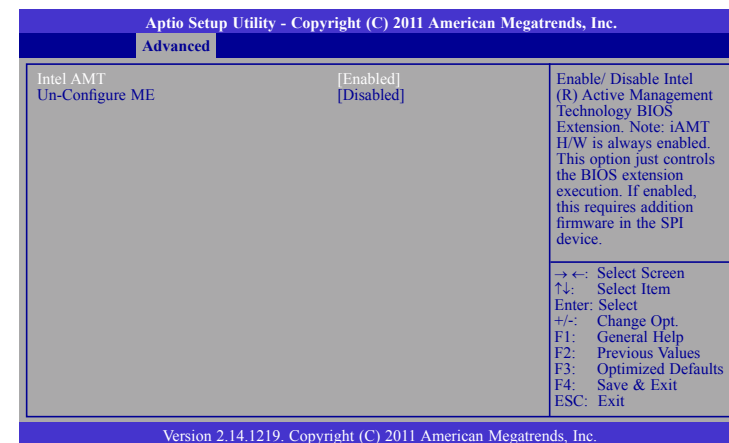 Aptio Setup Utility - Copyright (C) 2011 American Megatrends, Inc.
Advanced
Intel AMT [Enabled]
Un-Configure ME [Disabled]
Enable/ Disable Intel
(R) Active Management
Technology BIOS
Extension. Note: iAMT
H/W is always enabled.
This option just controls
the BIOS extension
execution. If enabled,
this requires addition
firmware in the SPI
device.
→←: Select Screen
↑↓: Select Item
Enter: Select
+/-: Change Opt.
F1: General Help
F2: Previous Values
F3: Optimized Defaults
F4: Save & Exit
ESC: Exit
Version 2.14.1219. Copyright (C) 2011 American Megatrends, Inc.